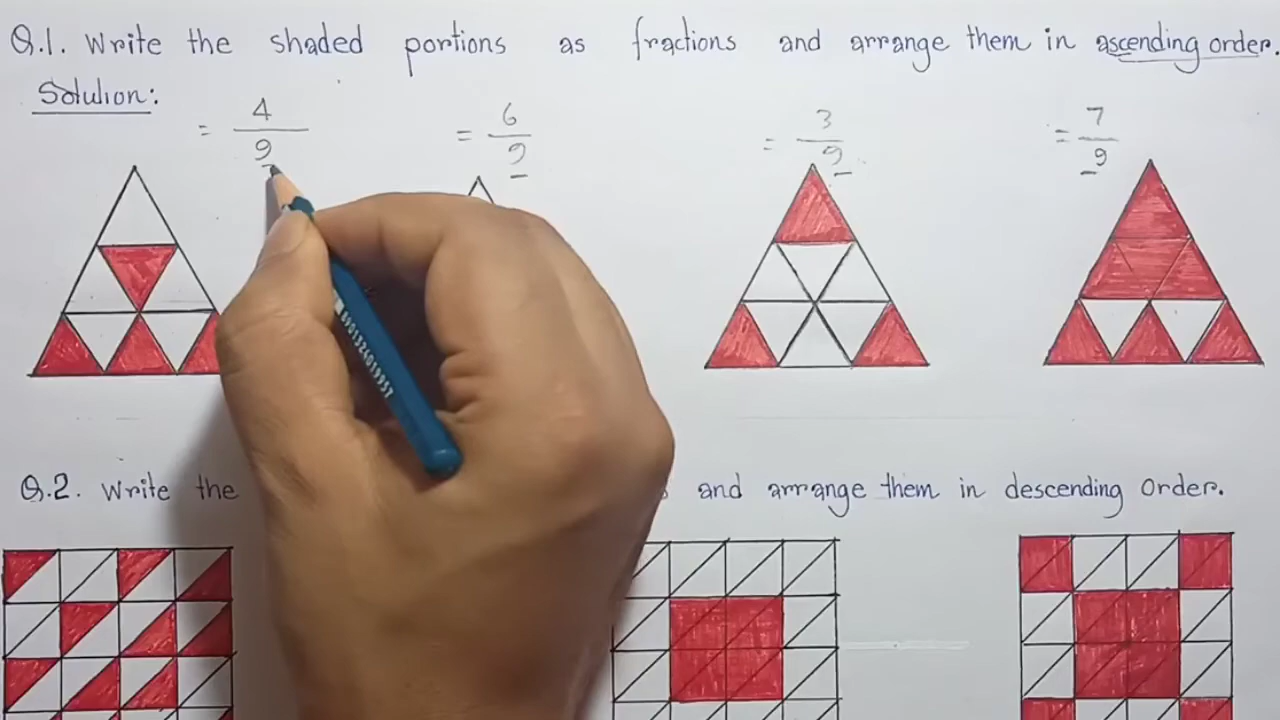 Q.1. Write the shaded portions as fractions and arrange them in ascending order.
Solution:
= 4/9 = 6/9 = 3/9 = 7/9
8901324019957
Q.2. Write the and arrange them in descending order.